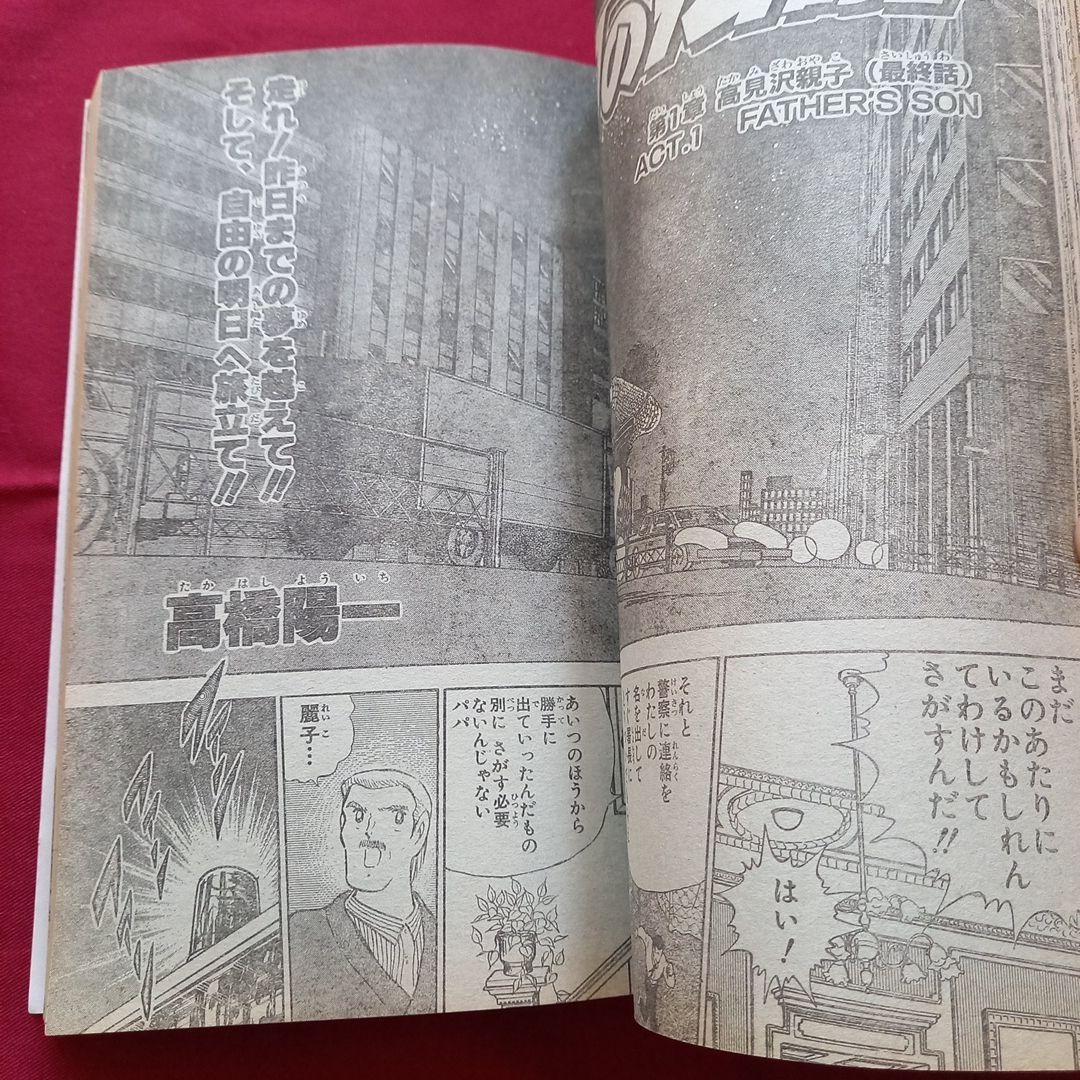 第1章 高見沢親子（最終話）
ACT.1 FATHER'S SON
走れ！昨日までの夢を越えて!!
そして、自由の明日へ旅立て!!
高橋陽一
まだ
このあたりに
いるかもしれん
てわけして
さがすんだ!!
はい！
それと
警察に連絡を
わたしの
名を出して
あいつのほうから
勝手に
出ていったんだもの
別に さがす必要
ないんじゃない
パパ
麗子…